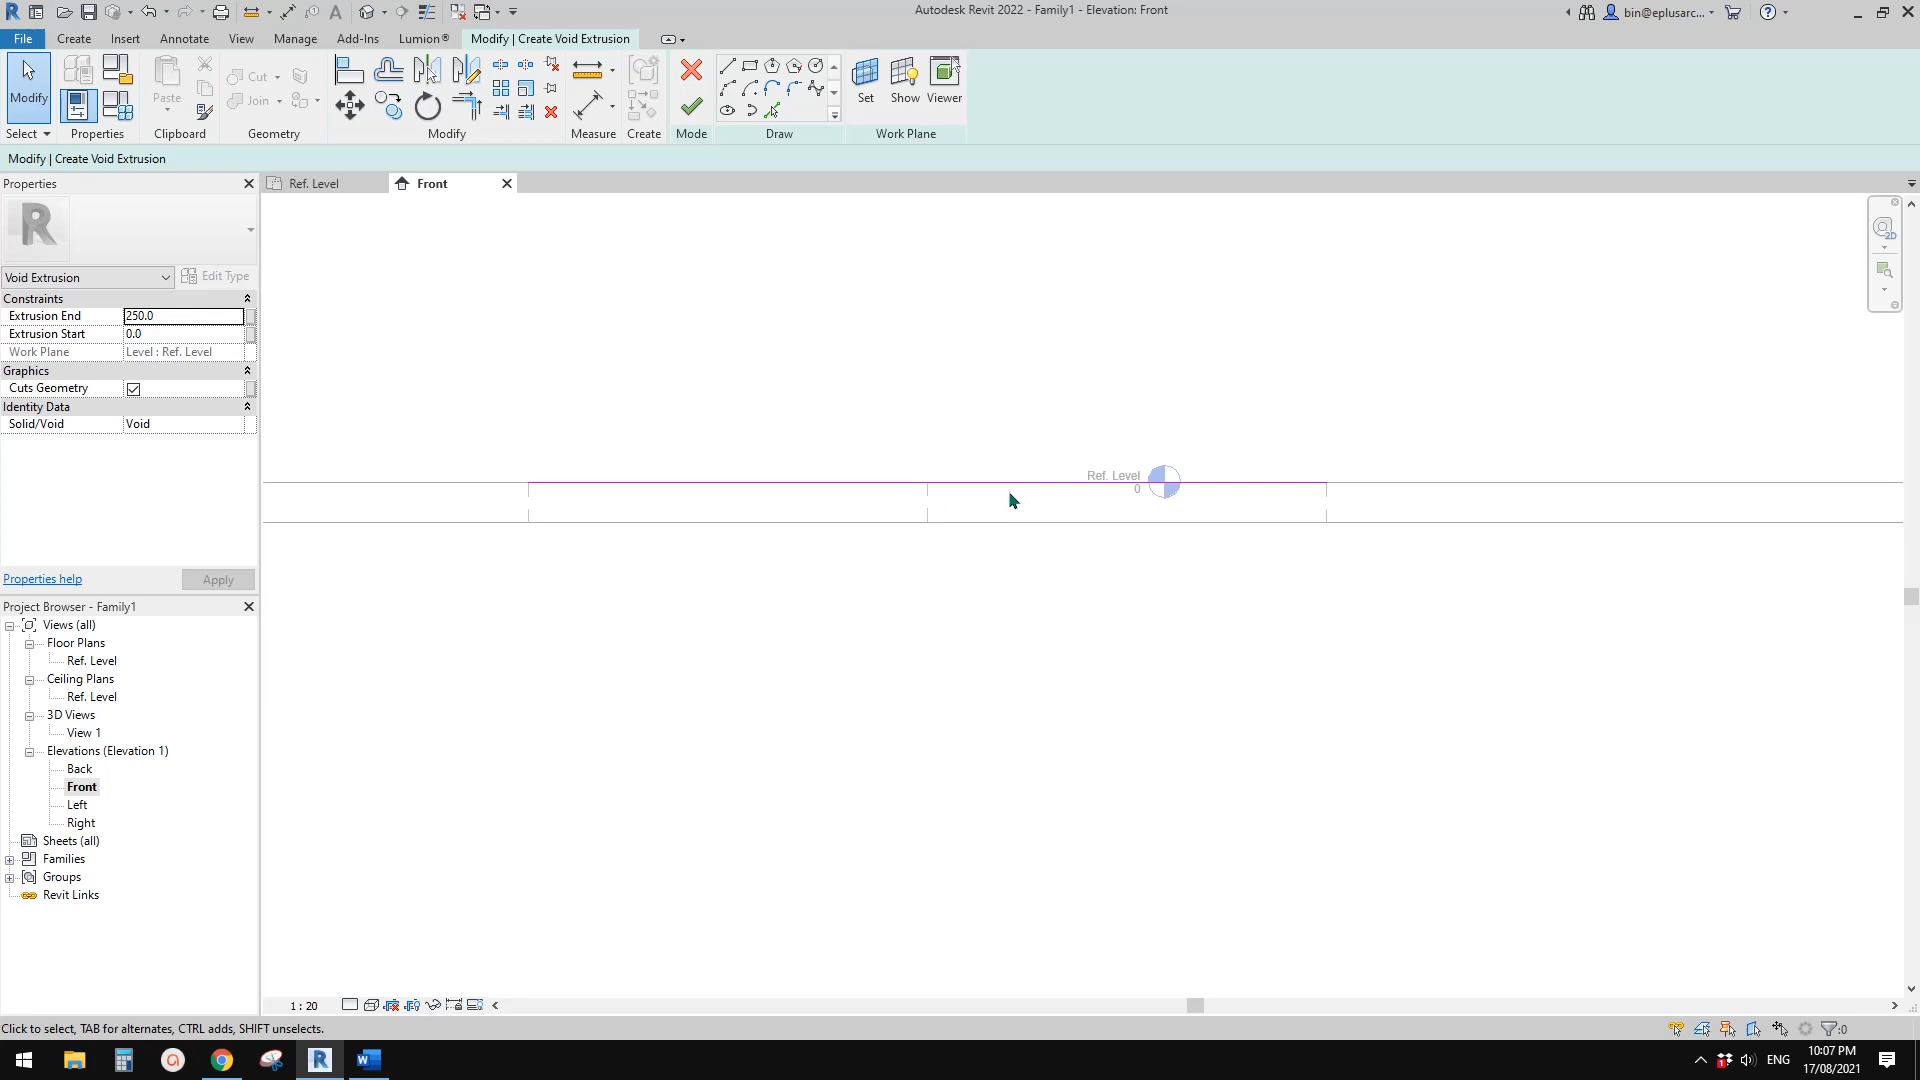 Autodesk Revit 2022 - Family1 - Elevation: Front
bin@eplusarc...
File Create Insert Annotate View Manage Add-Ins Lumion® Modify | Create Void Extrusion
Modify
Paste
Cut
Join
Set Show Viewer
Select Properties Clipboard Geometry Modify Measure Create Mode Draw Work Plane
Modify | Create Void Extrusion
Properties
Ref. Level
Front
R
Void Extrusion
Edit Type
Constraints
Extrusion End 250.0
Extrusion Start 0.0
Work Plane Level : Ref. Level
Graphics
Cuts Geometry
Identity Data
Solid/Void Void
Ref. Level
0
Properties help
Apply
Project Browser - Family1
Views (all)
Floor Plans
Ref. Level
Ceiling Plans
Ref. Level
3D Views
View 1
Elevations (Elevation 1)
Back
Front
Left
Right
Sheets (all)
Families
Groups
Revit Links
1 : 20
Click to select, TAB for alternates, CTRL adds, SHIFT unselects.
:0
ENG
10:07 PM
17/08/2021